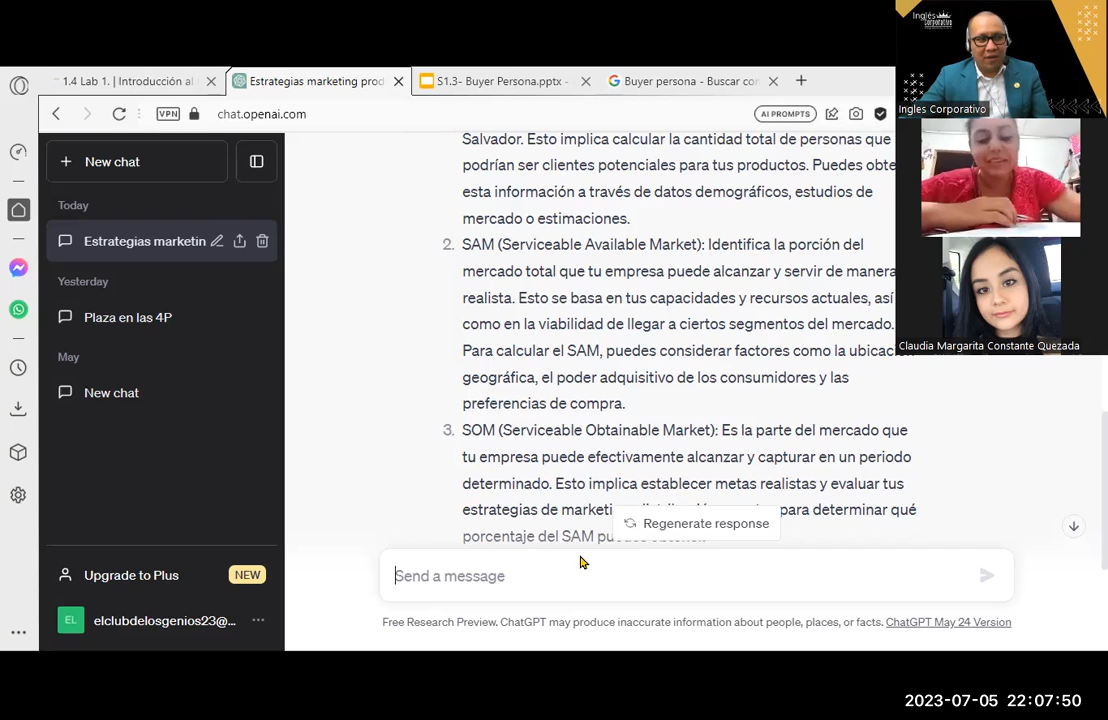 1.4 Lab 1. | Introducción al
Estrategias marketing prod
S1.3- Buyer Persona.pptx -
Buyer persona - Buscar con
VPN
chat.openai.com
AI PROMPTS
Inglés
Corporativo
Ingles Corporativo
Claudia Margarita Constante Quezada
New chat
Today
Estrategias marketin
Yesterday
Plaza en las 4P
May
New chat
Upgrade to Plus
NEW
EL
elclubdelosgenios23@...
Salvador. Esto implica calcular la cantidad total de personas que
podrían ser clientes potenciales para tus productos. Puedes obte
esta información a través de datos demográficos, estudios de
mercado o estimaciones.
2. SAM (Serviceable Available Market): Identifica la porción del
mercado total que tu empresa puede alcanzar y servir de manera
realista. Esto se basa en tus capacidades y recursos actuales, así
como en la viabilidad de llegar a ciertos segmentos del mercado.
Para calcular el SAM, puedes considerar factores como la ubicaci
geográfica, el poder adquisitivo de los consumidores y las
preferencias de compra.
3. SOM (Serviceable Obtainable Market): Es la parte del mercado que
tu empresa puede efectivamente alcanzar y capturar en un periodo
determinado. Esto implica establecer metas realistas y evaluar tus
estrategias de para determinar qué
porcentaje del SAM
Regenerate response
Send a message
Free Research Preview. ChatGPT may produce inaccurate information about people, places, or facts. ChatGPT May 24 Version
2023-07-05 22:07:50